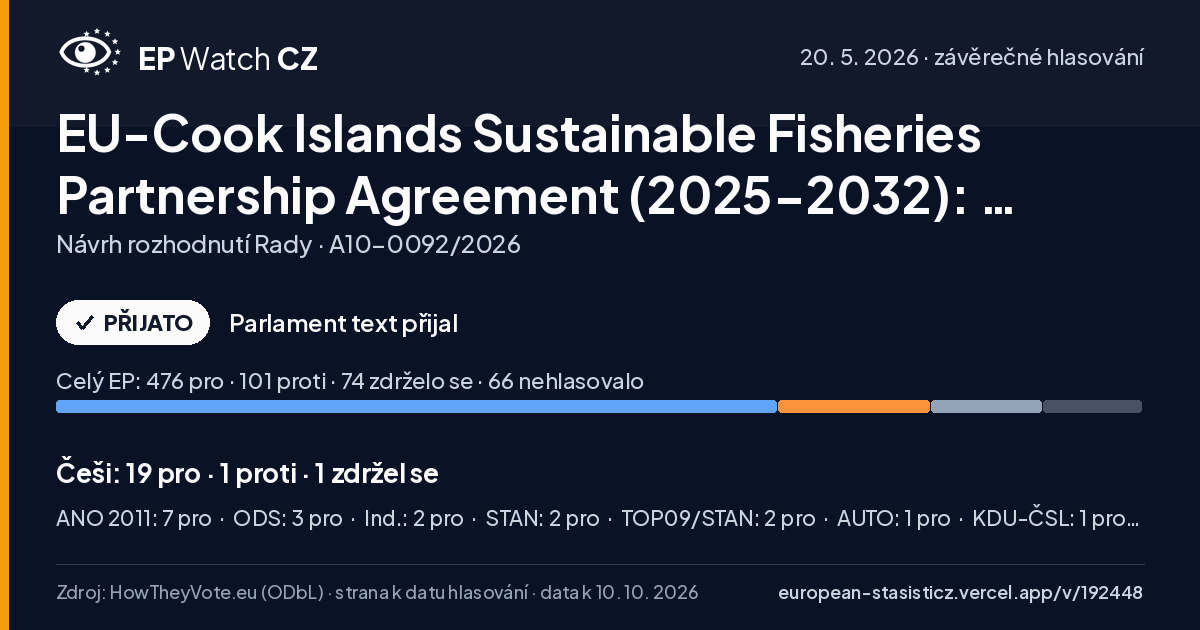 EP Watch CZ
20. 5. 2026 · závěrečné hlasování
EU–Cook Islands Sustainable Fisheries
Partnership Agreement (2025–2032): …
Návrh rozhodnutí Rady · A10–0092/2026
✓ PŘIJATO
Parlament text přijal
Celý EP: 476 pro · 101 proti · 74 zdrželo se · 66 nehlasovalo
Češi: 19 pro · 1 proti · 1 zdržel se
ANO 2011: 7 pro · ODS: 3 pro · Ind.: 2 pro · STAN: 2 pro · TOP09/STAN: 2 pro · AUTO: 1 pro · KDU-ČSL: 1 pro…
Zdroj: HowTheyVote.eu (ODbL) · strana k datu hlasování · data k 10. 10. 2026
european-stasisticz.vercel.app/v/192448